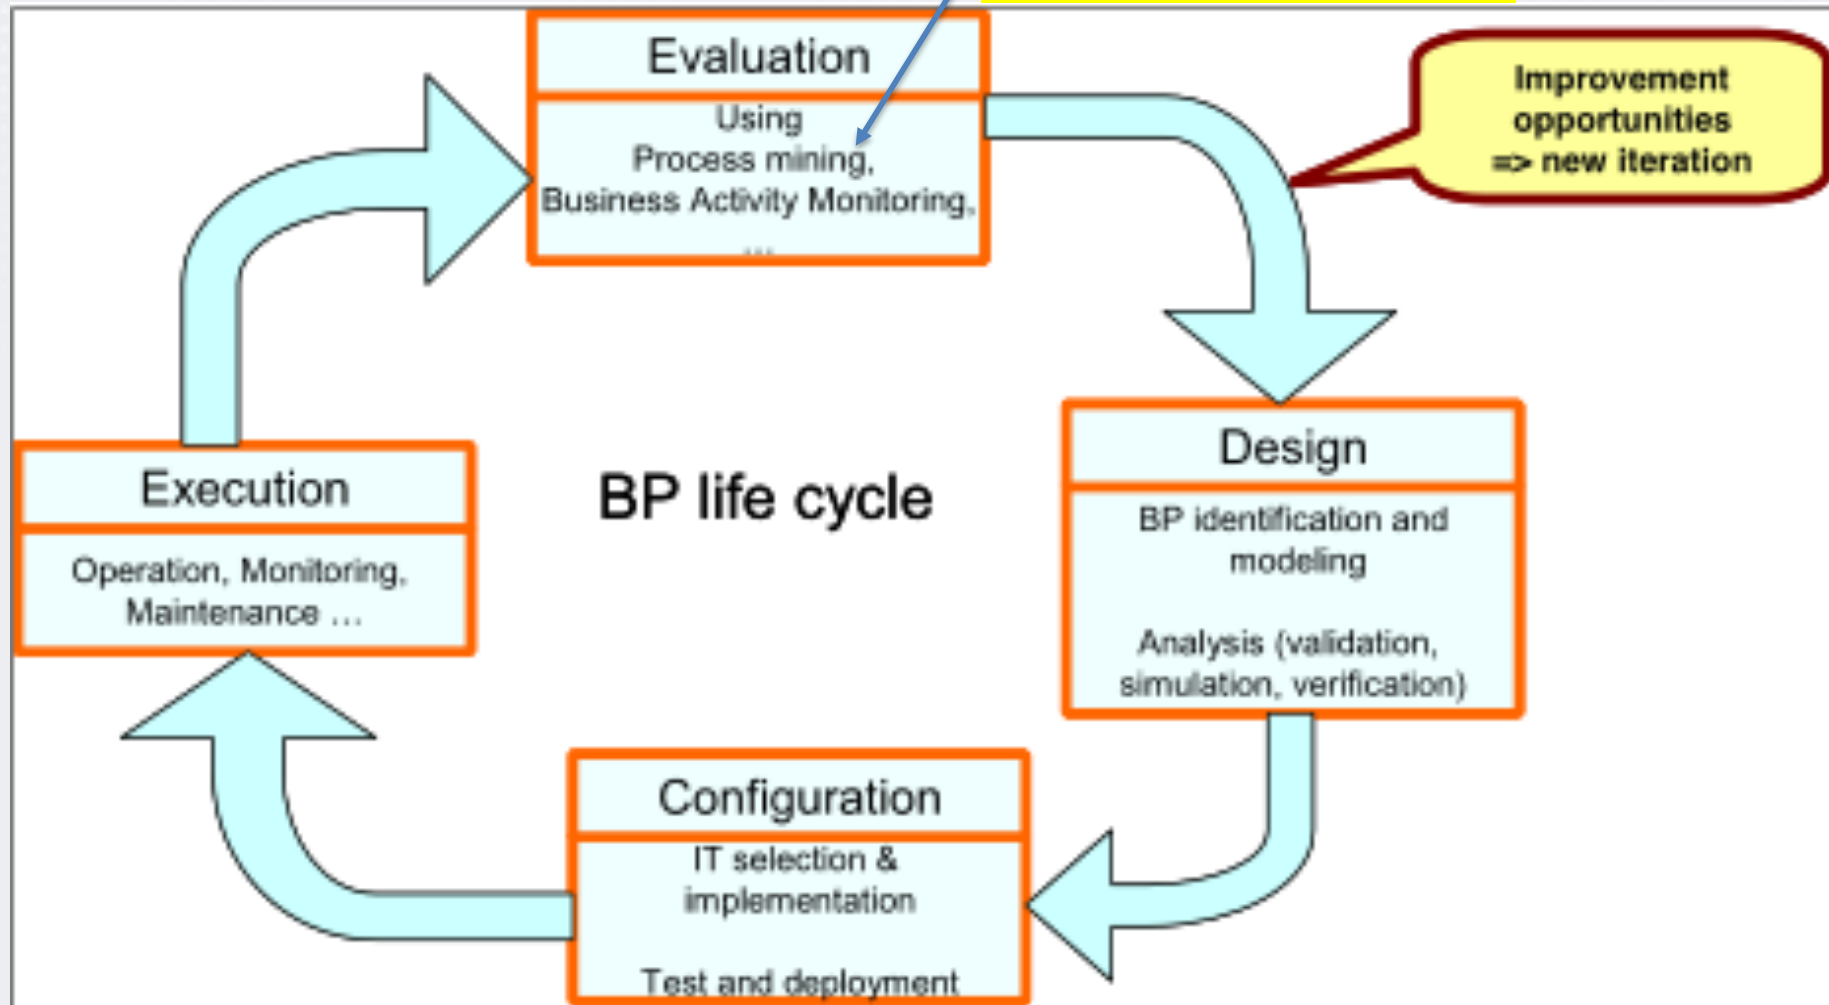 Evaluation
Using
Process mining,
Business Activity Monitoring,
...
Improvement
opportunities
=> new iteration
Design
BP identification and
modeling
Analysis (validation,
simulation, verification)
BP life cycle
Execution
Operation, Monitoring,
Maintenance ...
Configuration
IT selection &
implementation
Test and deployment